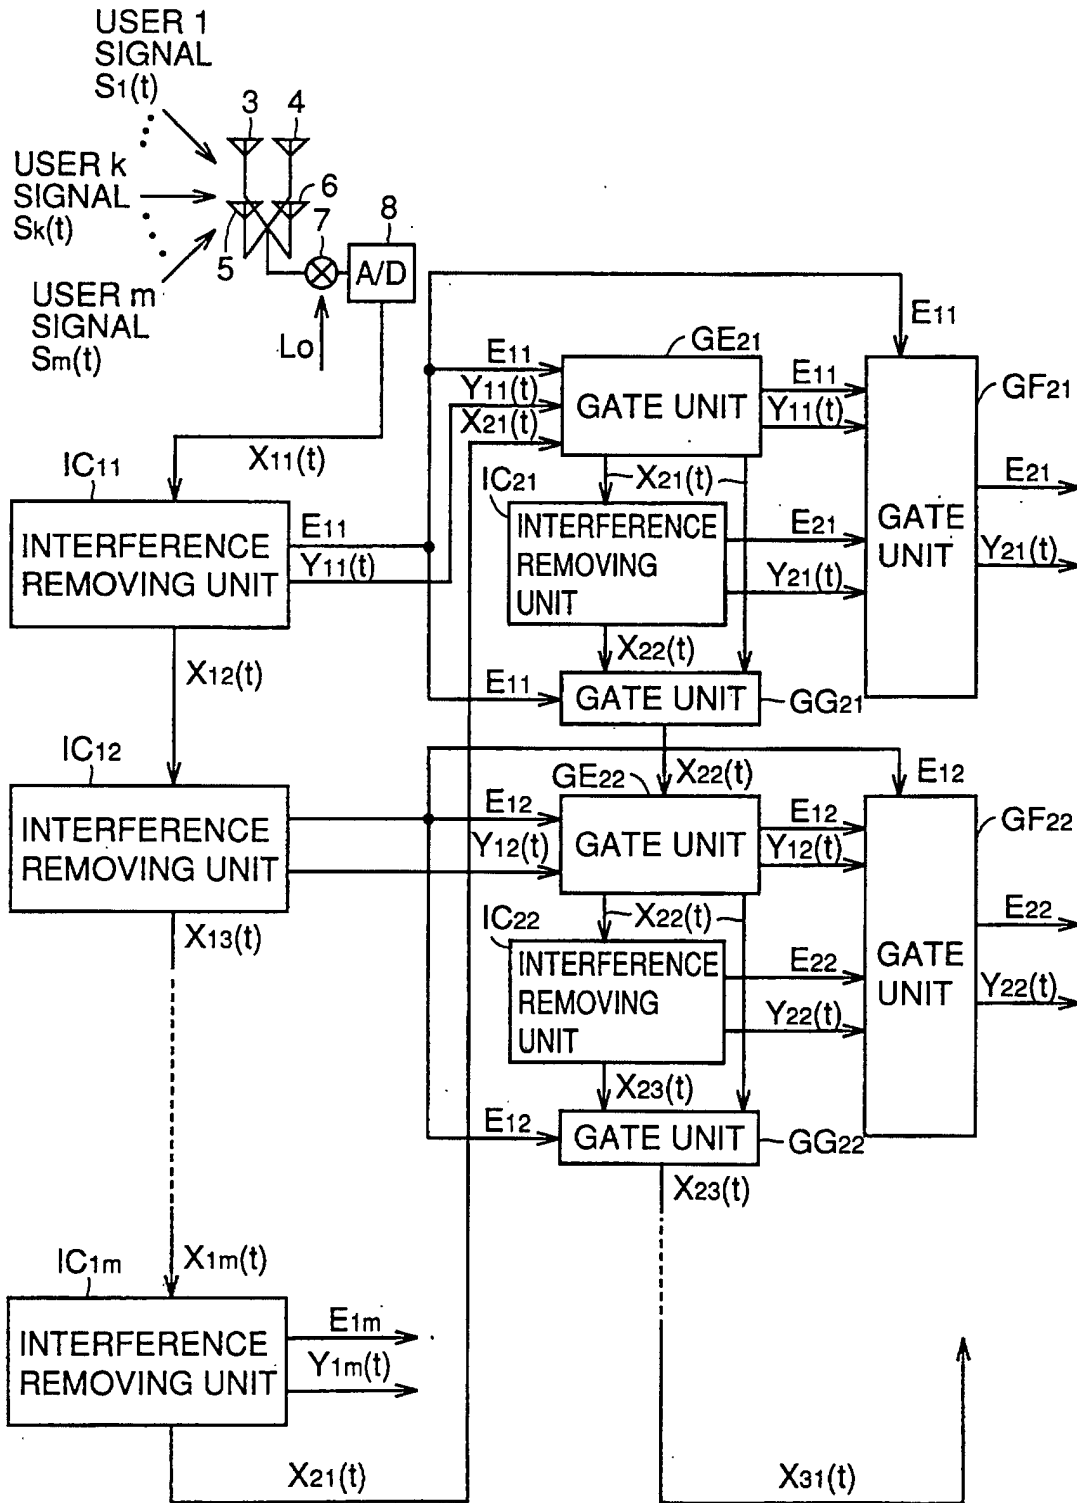 USER 1
SIGNAL
S1(t)
3
4
USER k
SIGNAL
Sk(t)
6
5
7
8
A/D
USER m
SIGNAL
Sm(t)
Lo
X11(t)
E11
GE21
E11
Y11(t)
X21(t)
GATE UNIT
E11
Y11(t)
GF21
IC11
INTERFERENCE
REMOVING UNIT
E11
Y11(t)
IC21
X21(t)
INTERFERENCE
REMOVING
UNIT
E21
Y21(t)
GATE
UNIT
E21
Y21(t)
X12(t)
X22(t)
E11
GATE UNIT
GG21
IC12
INTERFERENCE
REMOVING UNIT
GE22
X22(t)
E12
E12
Y12(t)
GATE UNIT
E12
Y12(t)
GF22
X13(t)
IC22
X22(t)
INTERFERENCE
REMOVING
UNIT
E22
Y22(t)
GATE
UNIT
E22
Y22(t)
X23(t)
E12
GATE UNIT
GG22
X23(t)
IC1m
X1m(t)
INTERFERENCE
REMOVING UNIT
E1m
Y1m(t)
X21(t)
X31(t)